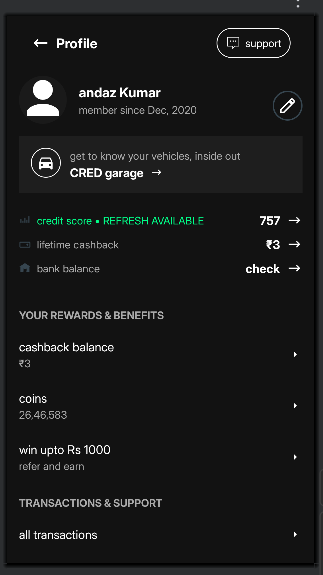 ← Profile
support
andaz Kumar
member since Dec, 2020
get to know your vehicles, inside out
CRED garage →
credit score • REFRESH AVAILABLE 757 →
lifetime cashback ₹3 →
bank balance check →
YOUR REWARDS & BENEFITS
cashback balance
₹3
coins
26,46,583
win upto Rs 1000
refer and earn
TRANSACTIONS & SUPPORT
all transactions